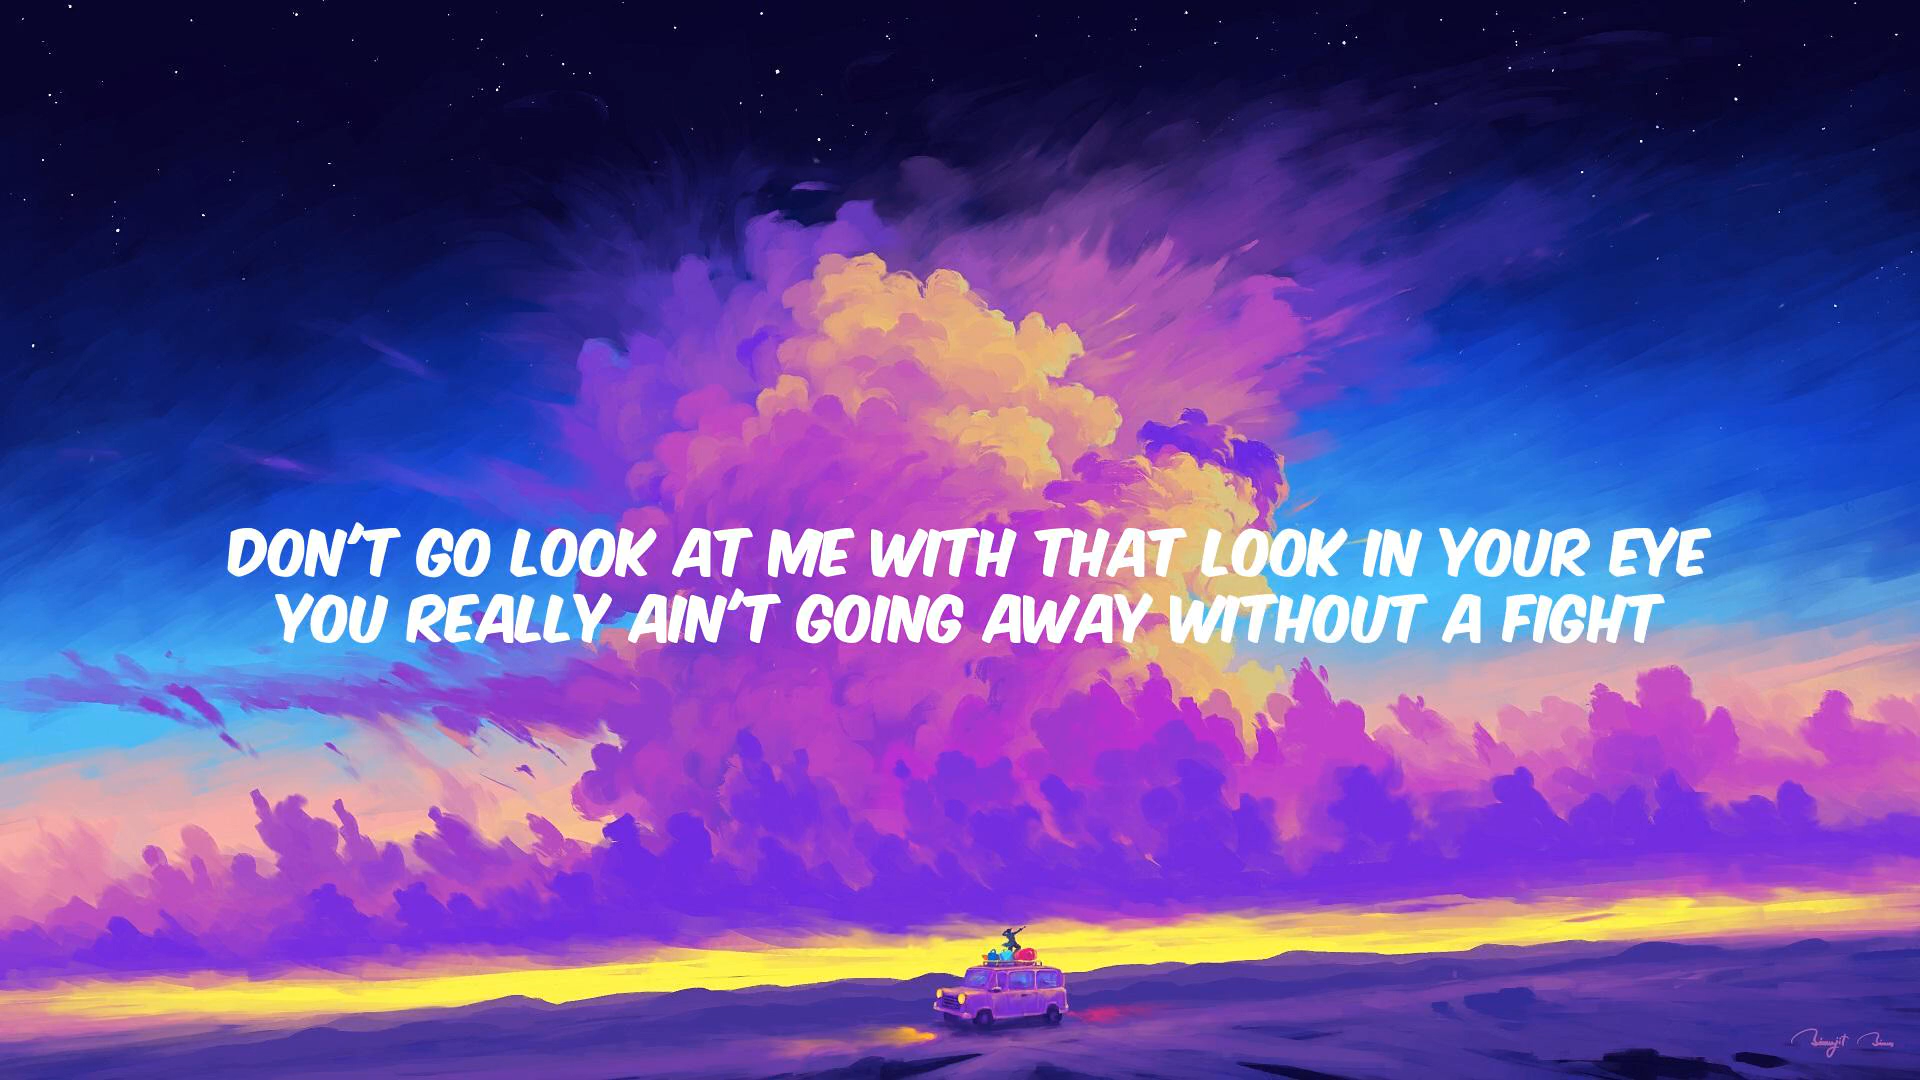 DON'T GO LOOK AT ME WITH THAT LOOK IN YOUR EYE
YOU REALLY AIN'T GOING AWAY WITHOUT A FIGHT